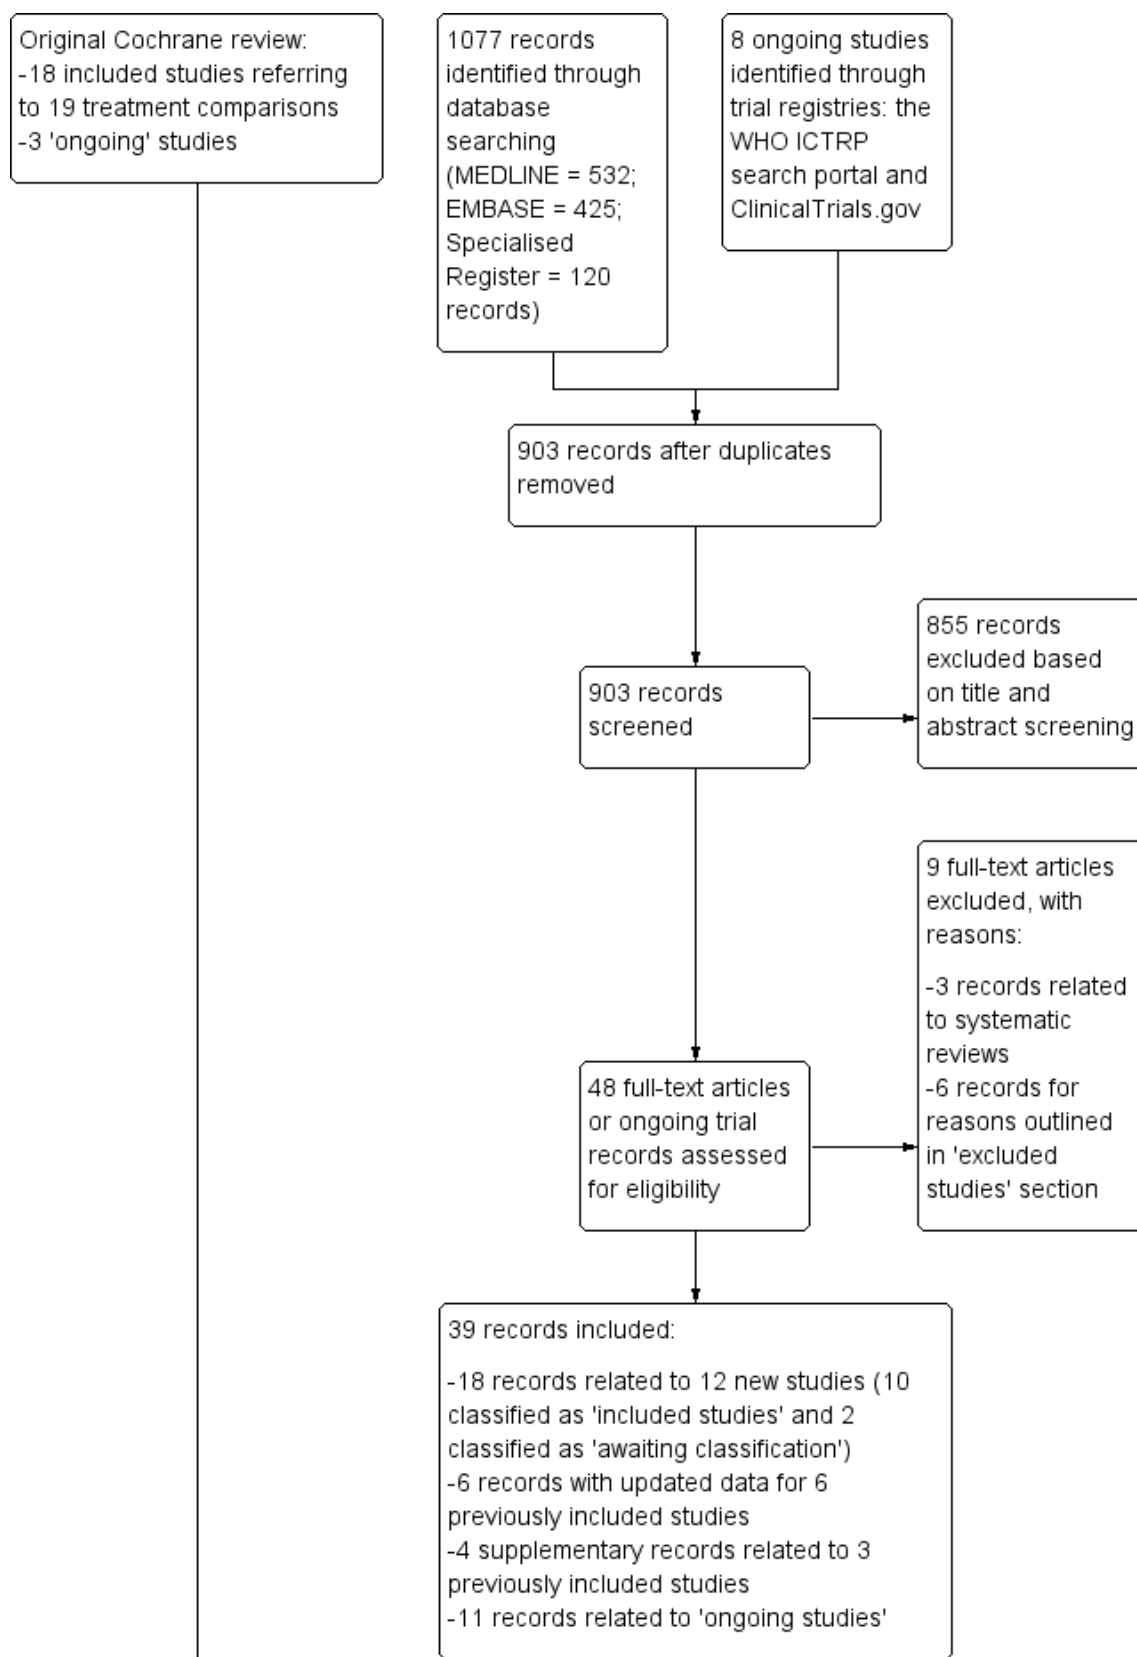 Original Cochrane review:
-18 included studies referring
to 19 treatment comparisons
-3 'ongoing' studies
1077 records
identified through
database
searching
(MEDLINE = 532;
EMBASE = 425;
Specialised
Register = 120
records)
8 ongoing studies
identified through
trial registries: the
WHO ICTRP
search portal and
ClinicalTrials.gov
903 records after duplicates
removed
903 records
screened
855 records
excluded based
on title and
abstract screening
48 full-text articles
or ongoing trial
records assessed
for eligibility
9 full-text articles
excluded, with
reasons:
-3 records related
to systematic
reviews
-6 records for
reasons outlined
in 'excluded
studies' section
39 records included:
-18 records related to 12 new studies (10
classified as 'included studies' and 2
classified as 'awaiting classification')
-6 records with updated data for 6
previously included studies
-4 supplementary records related to 3
previously included studies
-11 records related to 'ongoing studies'